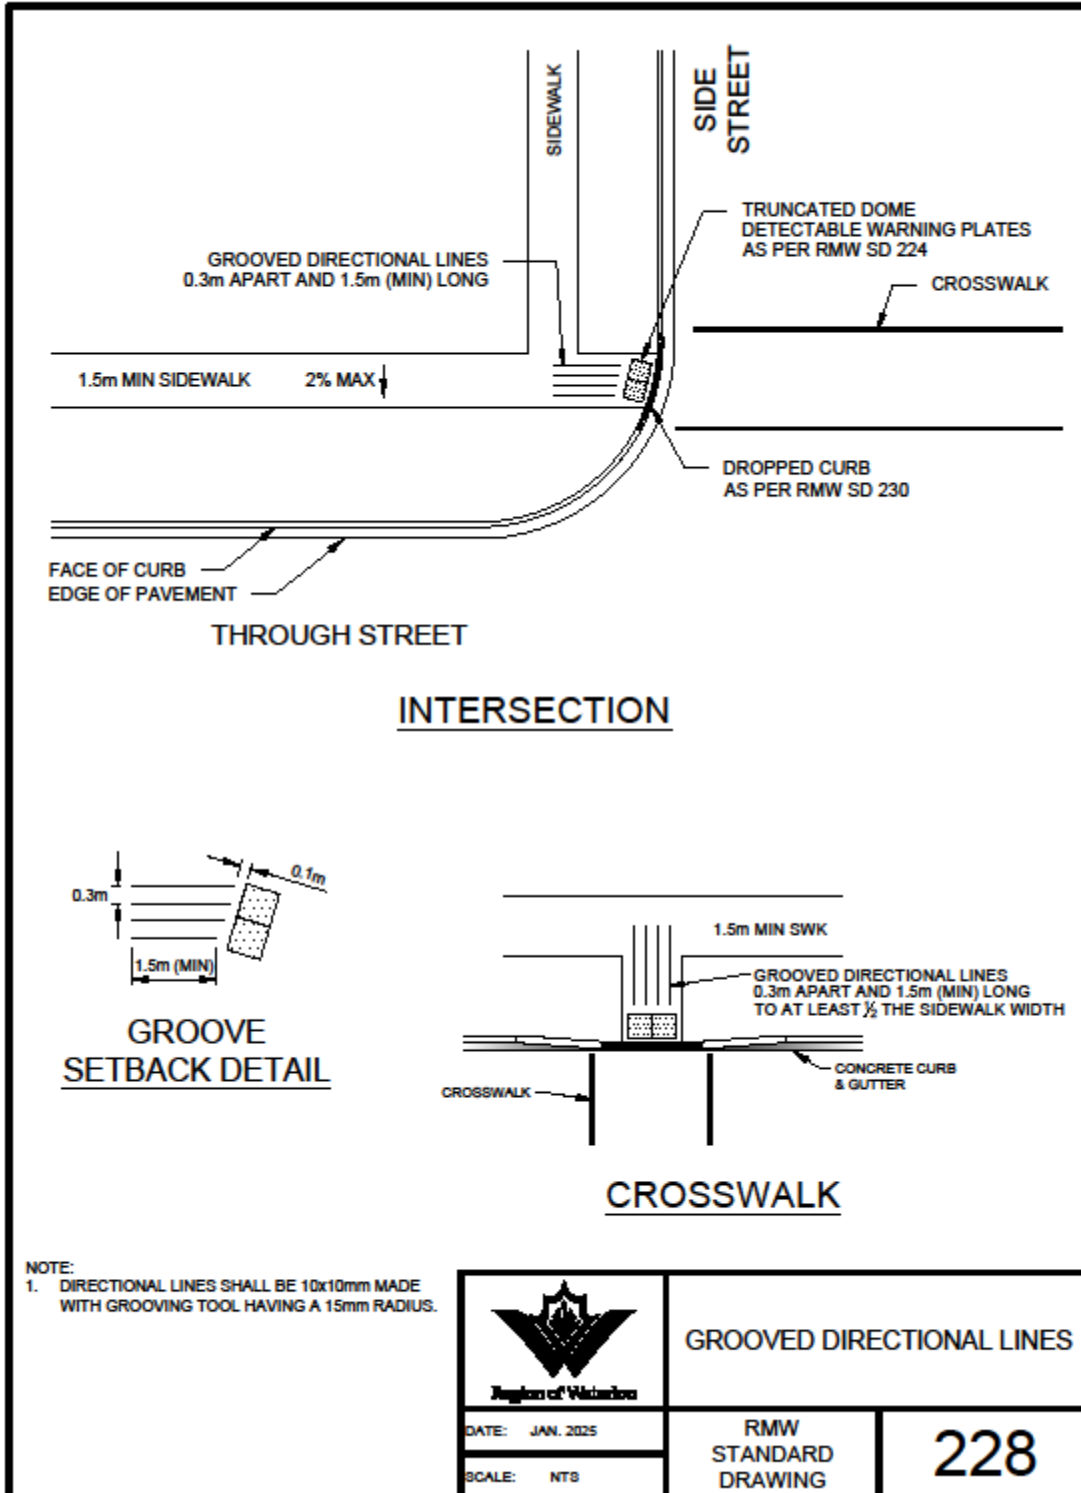 SIDEWALK
SIDE
STREET
TRUNCATED DOME
DETECTABLE WARNING PLATES
AS PER RMW SD 224
GROOVED DIRECTIONAL LINES
0.3m APART AND 1.5m (MIN) LONG
CROSSWALK
1.5m MIN SIDEWALK
2% MAX
DROPPED CURB
AS PER RMW SD 230
FACE OF CURB
EDGE OF PAVEMENT
THROUGH STREET
INTERSECTION
0.1m
0.3m
1.5m (MIN)
GROOVE
SETBACK DETAIL
1.5m MIN SWK
GROOVED DIRECTIONAL LINES
0.3m APART AND 1.5m (MIN) LONG
TO AT LEAST ½ THE SIDEWALK WIDTH
CONCRETE CURB
& GUTTER
CROSSWALK
CROSSWALK
NOTE:
1. DIRECTIONAL LINES SHALL BE 10x10mm MADE
WITH GROOVING TOOL HAVING A 15mm RADIUS.
Region of Waterloo
GROOVED DIRECTIONAL LINES
DATE: JAN. 2025
SCALE: NTS
RMW
STANDARD
DRAWING
228